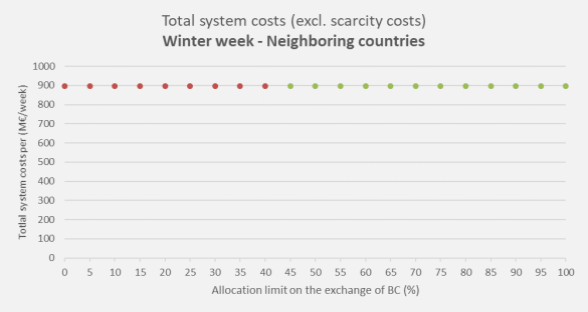 Total system costs (excl. scarcity costs)
Winter week - Neighboring countries
Totlal system costs per (M€/week)
1000
900
800
700
600
500
400
300
200
100
0
0 5 10 15 20 25 30 35 40 45 50 55 60 65 70 75 80 85 90 95 100
Allocation limit on the exchange of BC (%)